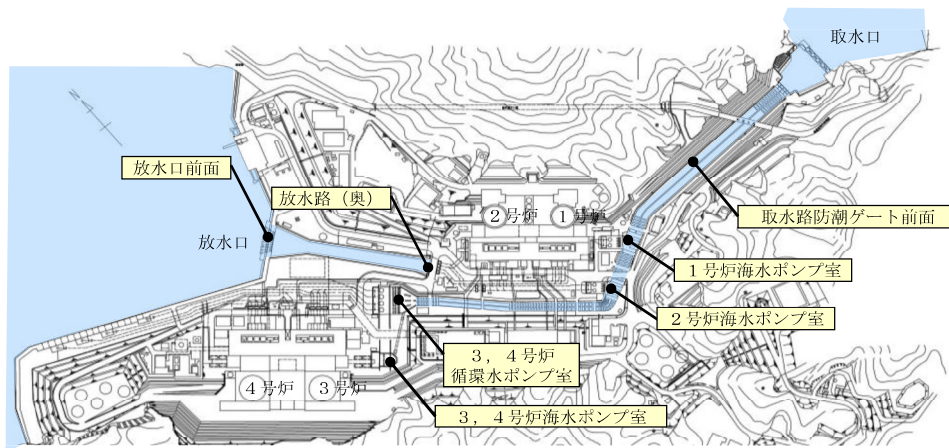 取水口
N
放水口前面
放水路（奥）
２号炉
１号炉
取水路防潮ゲート前面
放水口
１号炉海水ポンプ室
２号炉海水ポンプ室
３，４号炉
循環水ポンプ室
４号炉
３号炉
３，４号炉海水ポンプ室